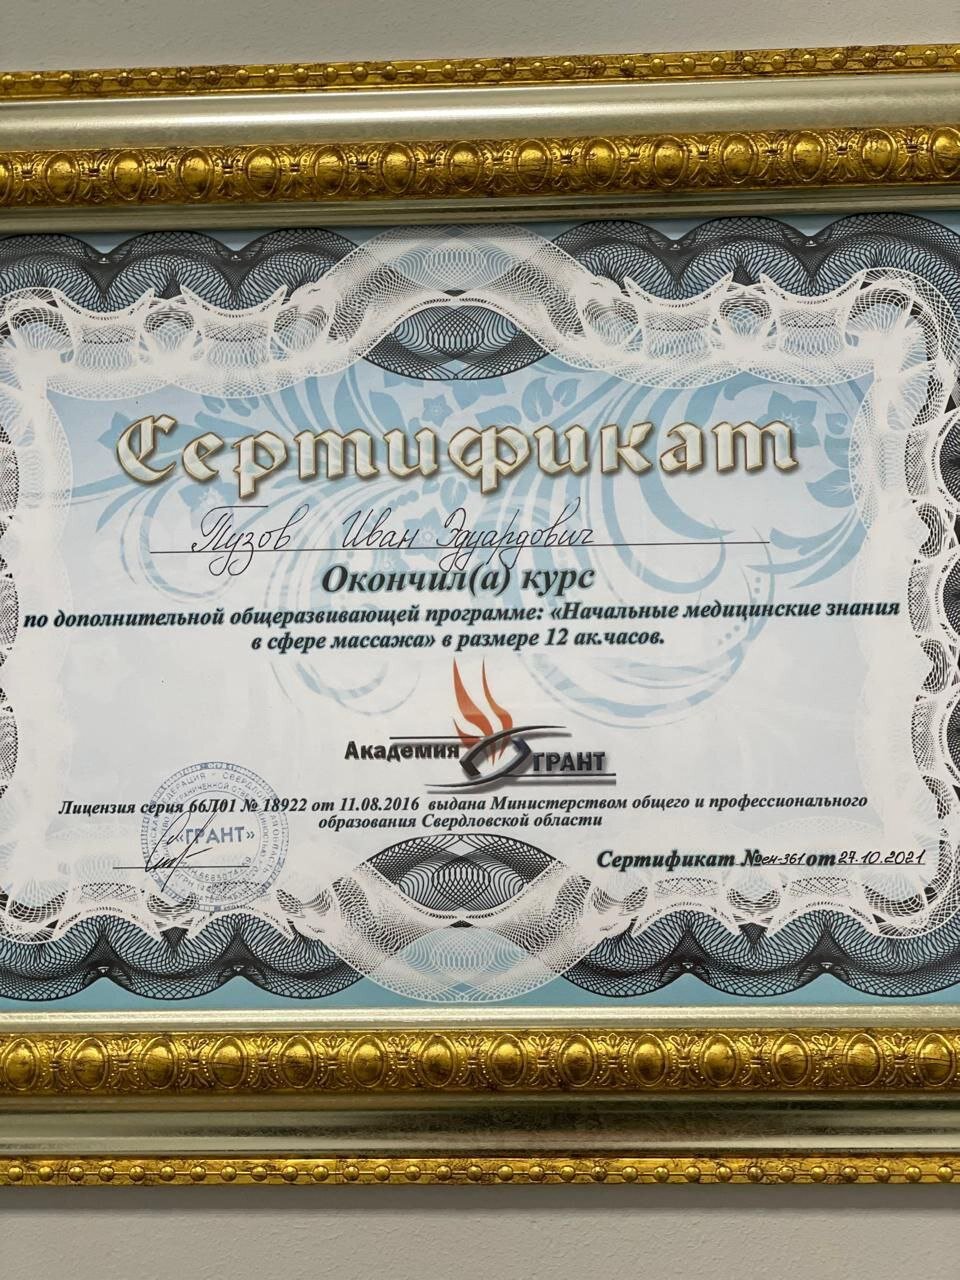 Сертификат
Пузов Иван Эдуардович
Окончил(а) курс
по дополнительной общеразвивающей программе: «Начальные медицинские знания
в сфере массажа» в размере 12 ак.часов.
Академия ГРАНТ
Лицензия серия 66Л01 № 18922 от 11.08.2016 выдана Министерством общего и профессионального
образования Свердловской области
«ГРАНТ»
Сертификат №ен-361 от 27.10.2021